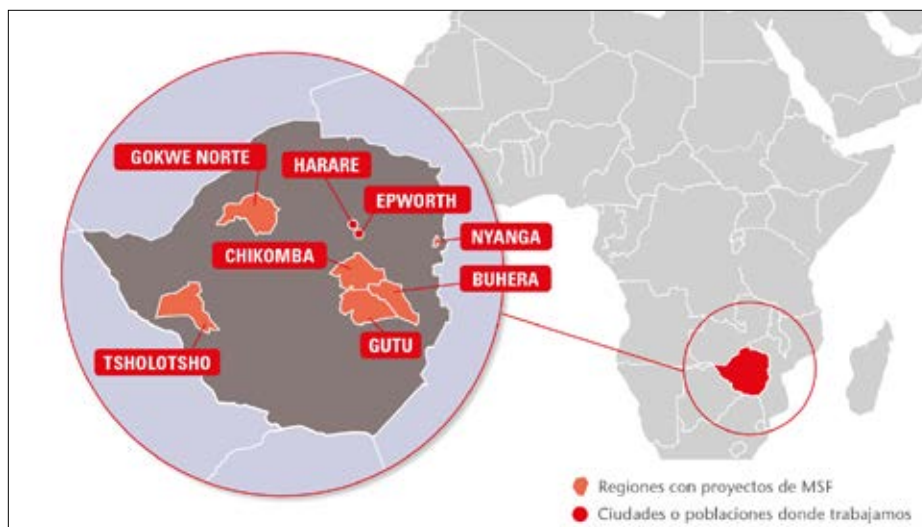 GOKWE NORTE
HARARE
EPWORTH
NYANGA
CHIKOMBA
BUHERA
GUTU
TSHOLOTSHO
Regiones con proyectos de MSF
Ciudades o poblaciones donde trabajamos